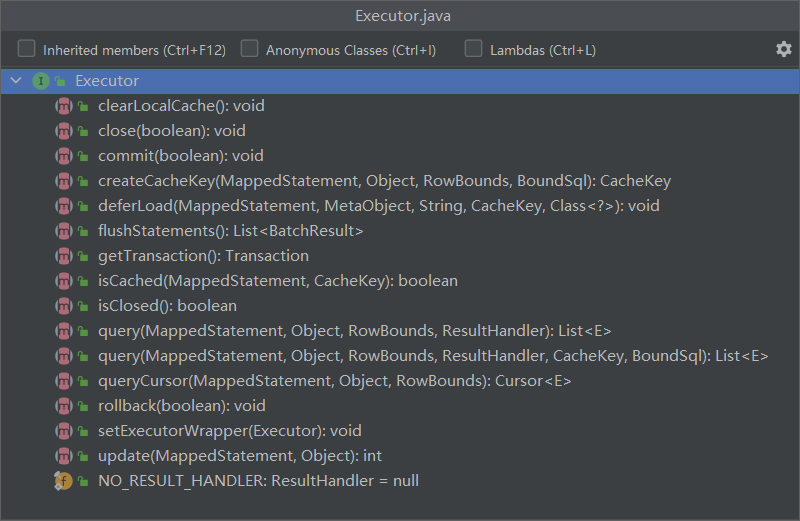 Executor.java
Inherited members (Ctrl+F12) Anonymous Classes (Ctrl+I) Lambdas (Ctrl+L)
Executor
clearLocalCache(): void
close(boolean): void
commit(boolean): void
createCacheKey(MappedStatement, Object, RowBounds, BoundSql): CacheKey
deferLoad(MappedStatement, MetaObject, String, CacheKey, Class<?>): void
flushStatements(): List<BatchResult>
getTransaction(): Transaction
isCached(MappedStatement, CacheKey): boolean
isClosed(): boolean
query(MappedStatement, Object, RowBounds, ResultHandler): List<E>
query(MappedStatement, Object, RowBounds, ResultHandler, CacheKey, BoundSql): List<E>
queryCursor(MappedStatement, Object, RowBounds): Cursor<E>
rollback(boolean): void
setExecutorWrapper(Executor): void
update(MappedStatement, Object): int
NO_RESULT_HANDLER: ResultHandler = null